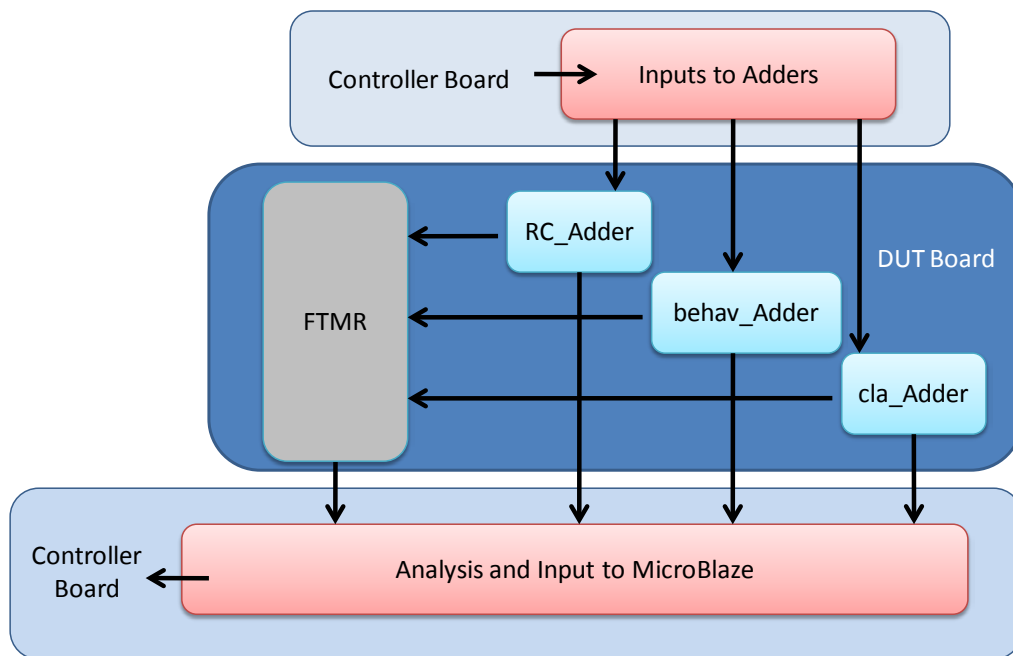 Controller Board
Inputs to Adders
RC_Adder
DUT Board
behav_Adder
FTMR
cla_Adder
Controller
Board
Analysis and Input to MicroBlaze